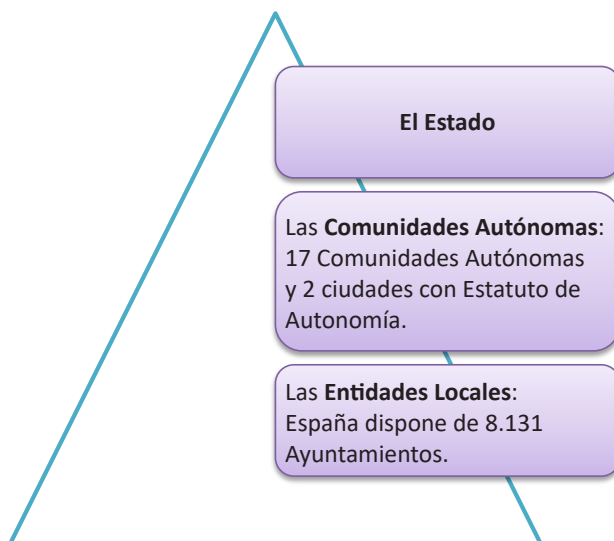 El Estado
Las Comunidades Autónomas:
17 Comunidades Autónomas
y 2 ciudades con Estatuto de
Autonomía.
Las Entidades Locales:
España dispone de 8.131
Ayuntamientos.